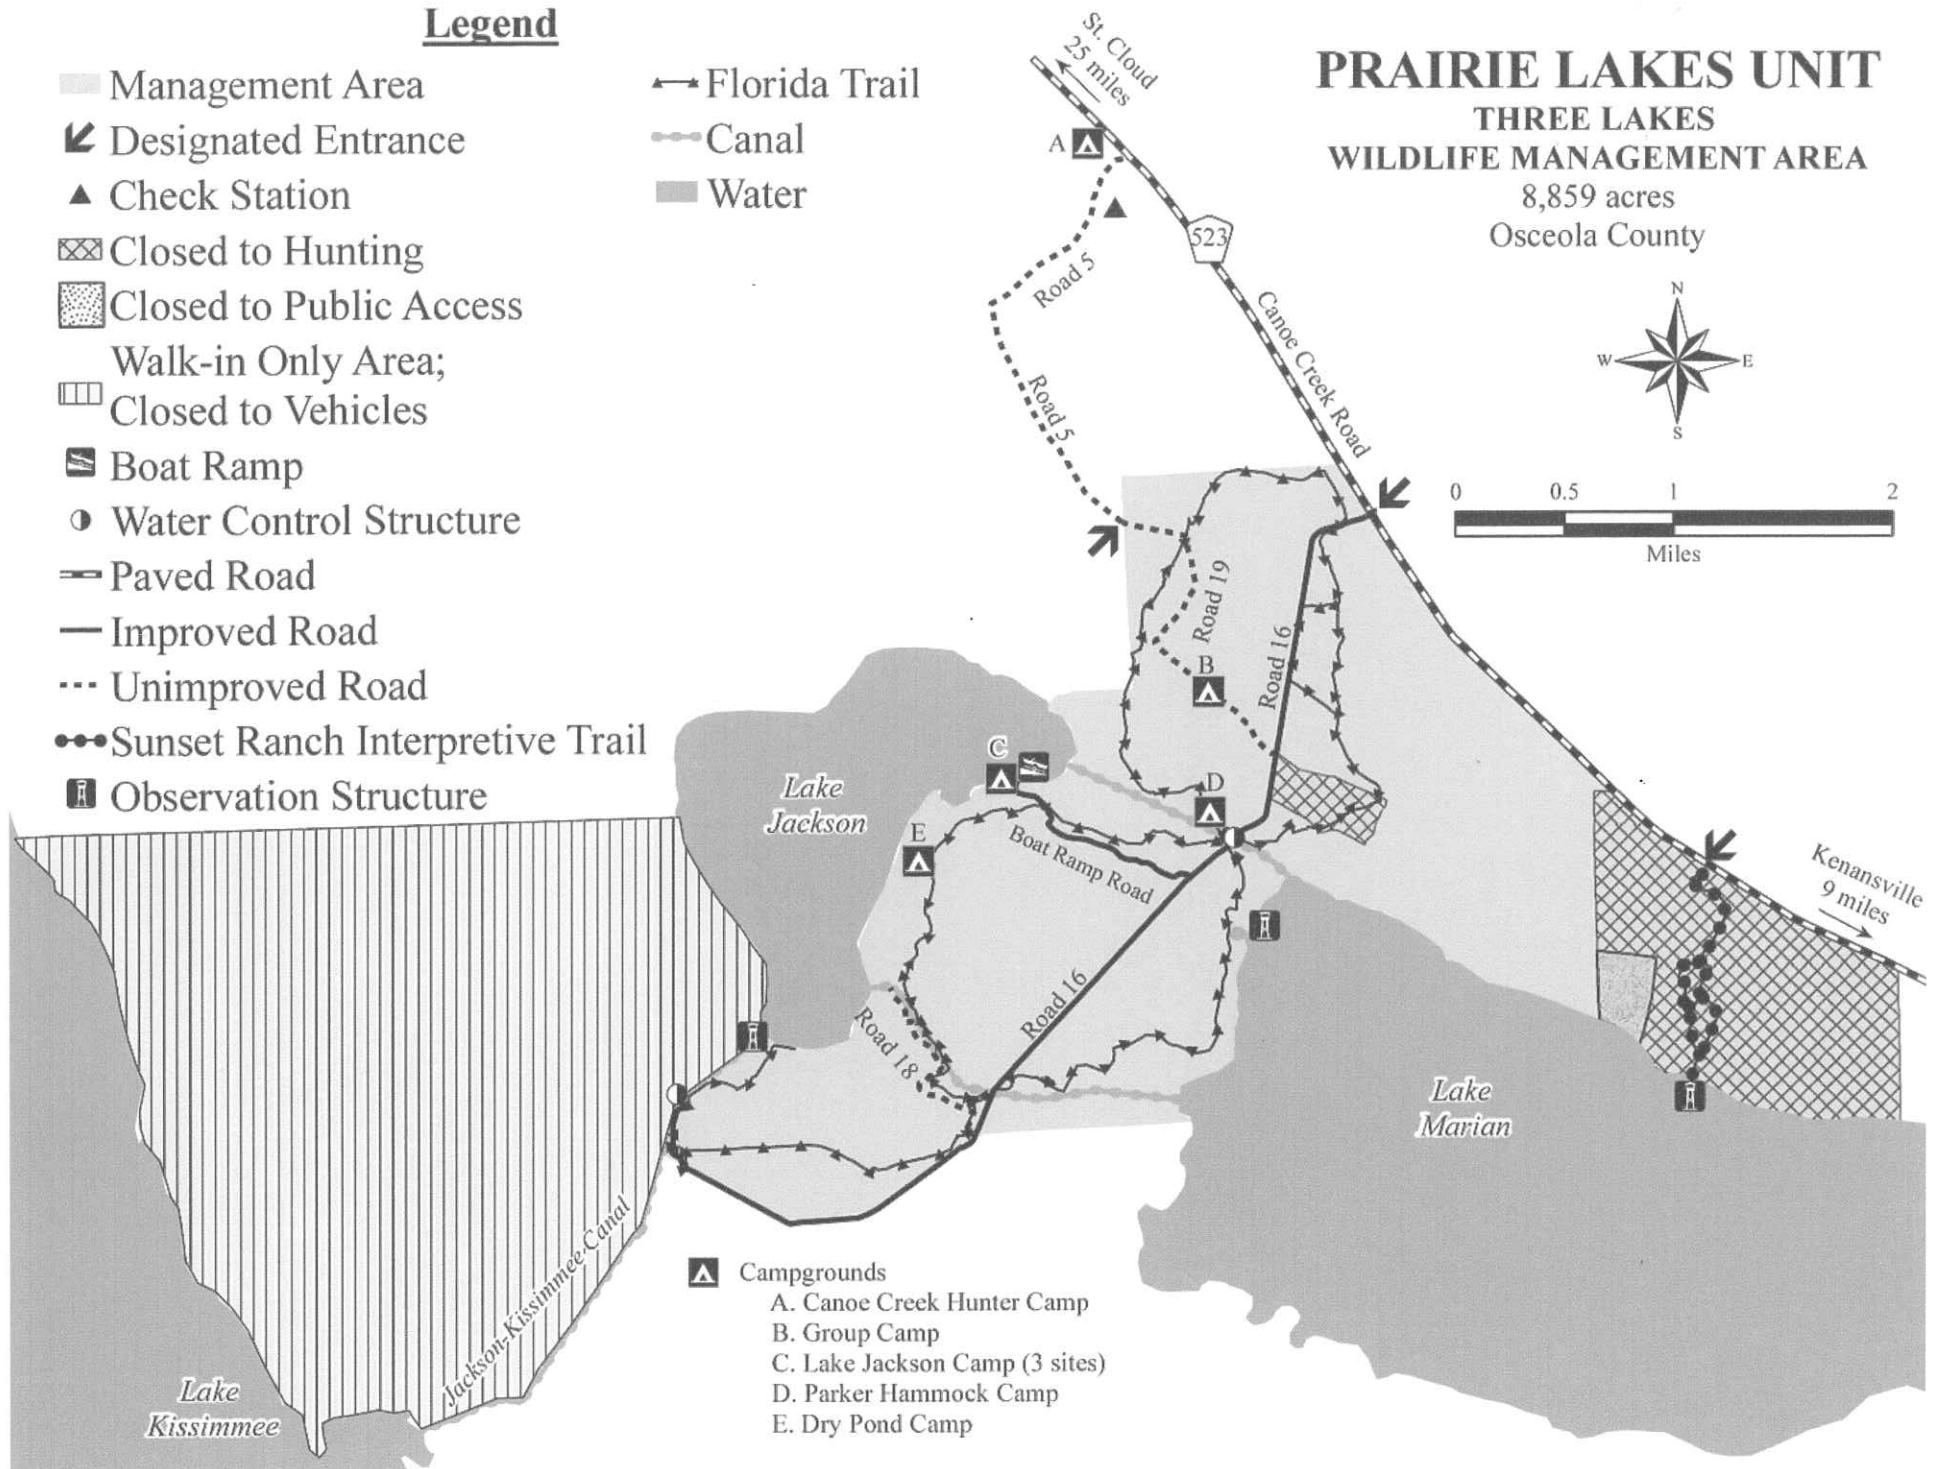 Legend
Management Area
Designated Entrance
Check Station
Closed to Hunting
Closed to Public Access
Walk-in Only Area;
Closed to Vehicles
Boat Ramp
Water Control Structure
Paved Road
Improved Road
Unimproved Road
Sunset Ranch Interpretive Trail
Observation Structure
Florida Trail
Canal
Water
PRAIRIE LAKES UNIT
THREE LAKES
WILDLIFE MANAGEMENT AREA
8,859 acres
Osceola County
N
W
E
S
0
0.5
1
2
Miles
St. Cloud
25 miles
A
523
Road 5
Canoe Creek Road
Road 5
Road 19
Road 16
B
C
D
Lake
Jackson
E
Boat Ramp Road
Kenansville
9 miles
Road 16
Road 18
Lake
Marian
Jackson-Kissimmee Canal
Lake
Kissimmee
Campgrounds
A. Canoe Creek Hunter Camp
B. Group Camp
C. Lake Jackson Camp (3 sites)
D. Parker Hammock Camp
E. Dry Pond Camp